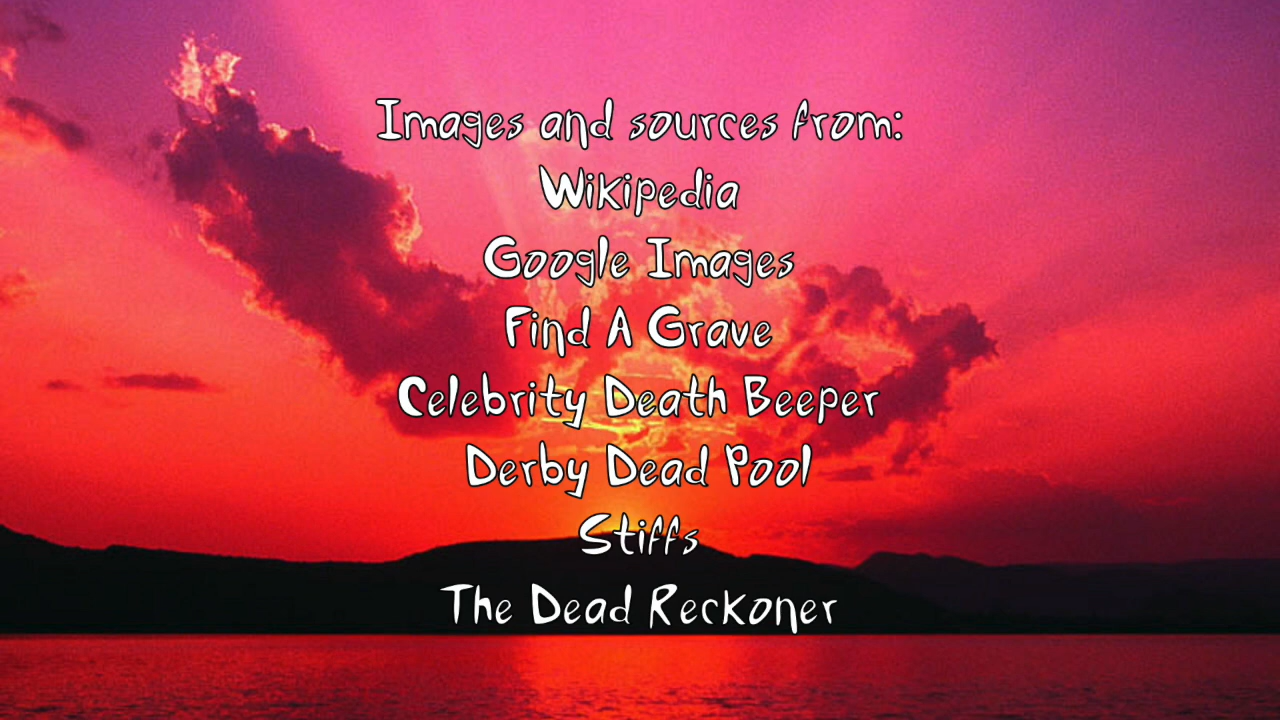 Images and sources from:
Wikipedia
Google Images
Find A Grave
Celebrity Death Beeper
Derby Dead Pool
Stiffs
The Dead Reckoner